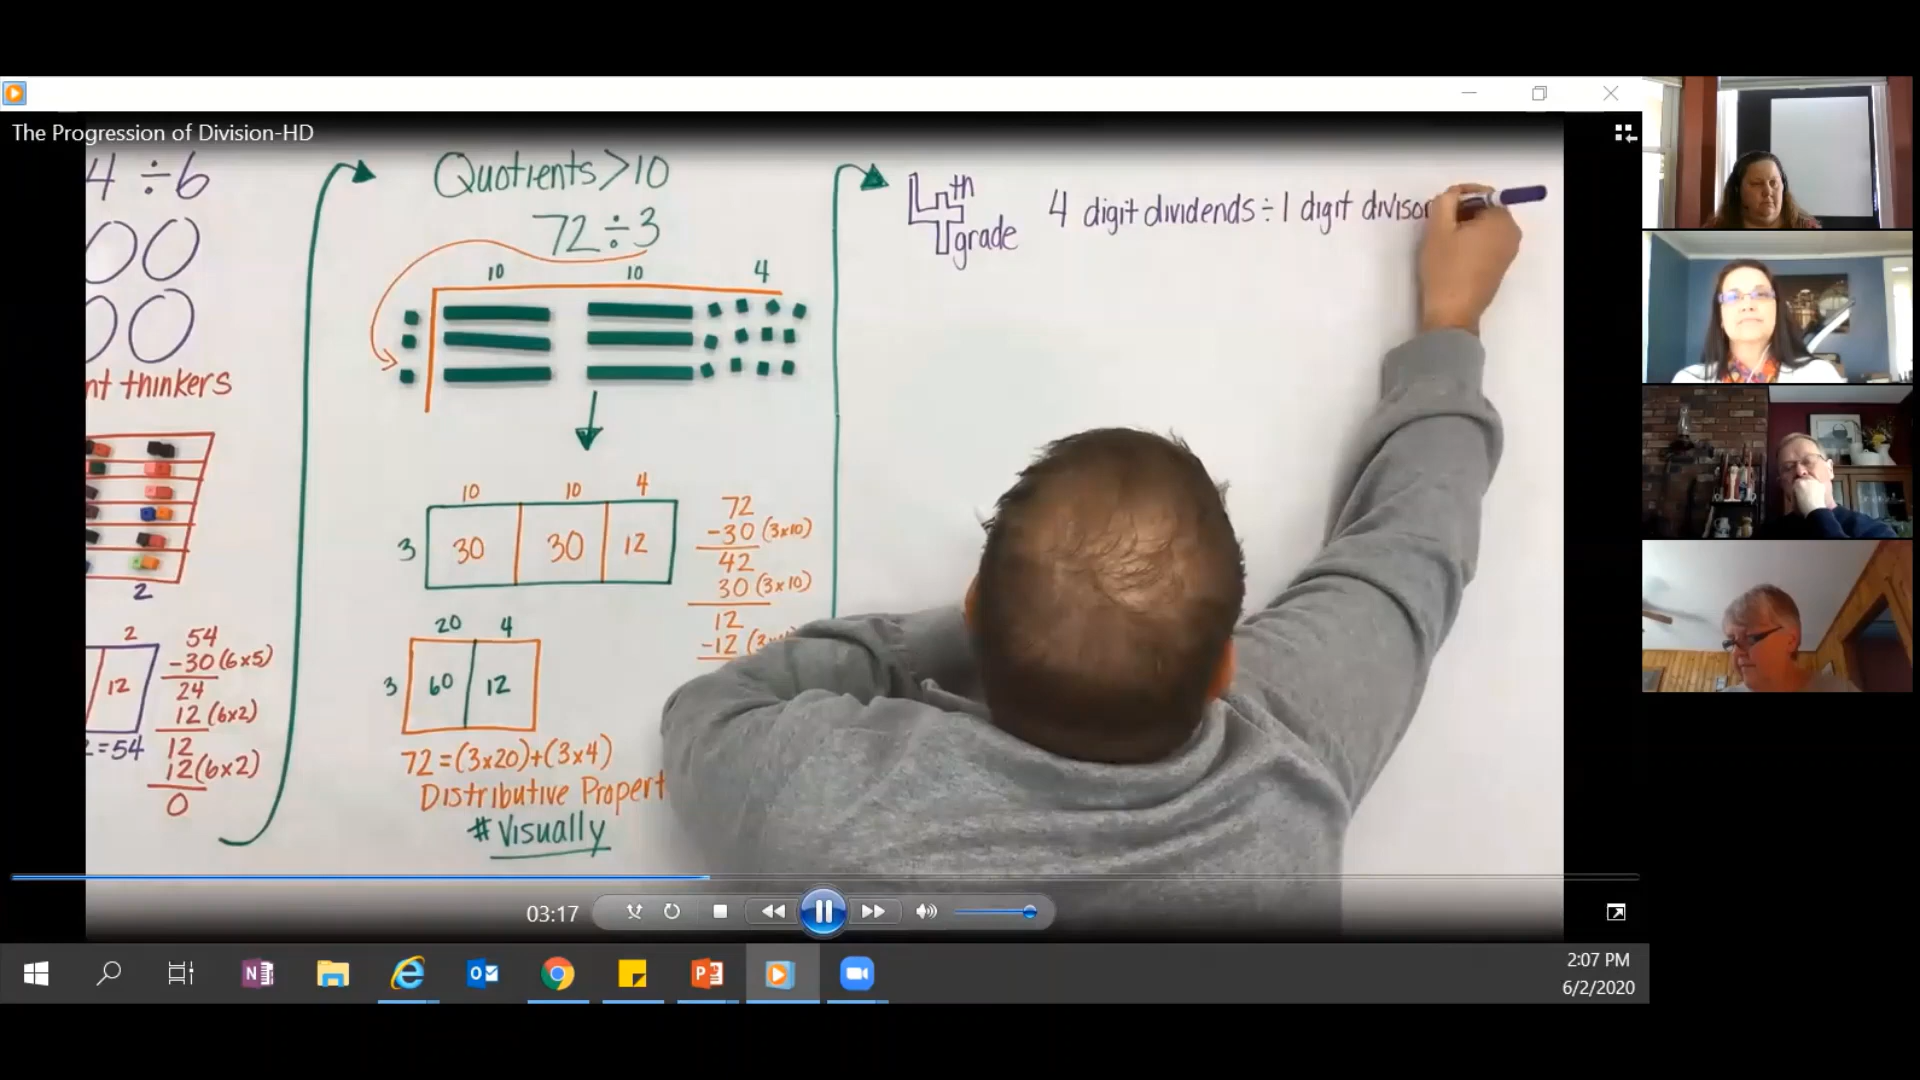 The Progression of Division-HD
4 ÷ 6
nt thinkers
2
2
12
2 = 54
54
-30 (6x5)
24
12 (6x2)
12
12 (6x2)
0
Quotients > 10
72 ÷ 3
10 10 4
10 10 4
3 30 30 12
72
-30 (3x10)
42
30 (3x10)
12
-12 (3x
20 4
3 60 12
72 = (3x20)+(3x4)
Distributive Propert
# Visually
4th
grade
4 digit dividends ÷ 1 digit divisor
03:17
2:07 PM
6/2/2020